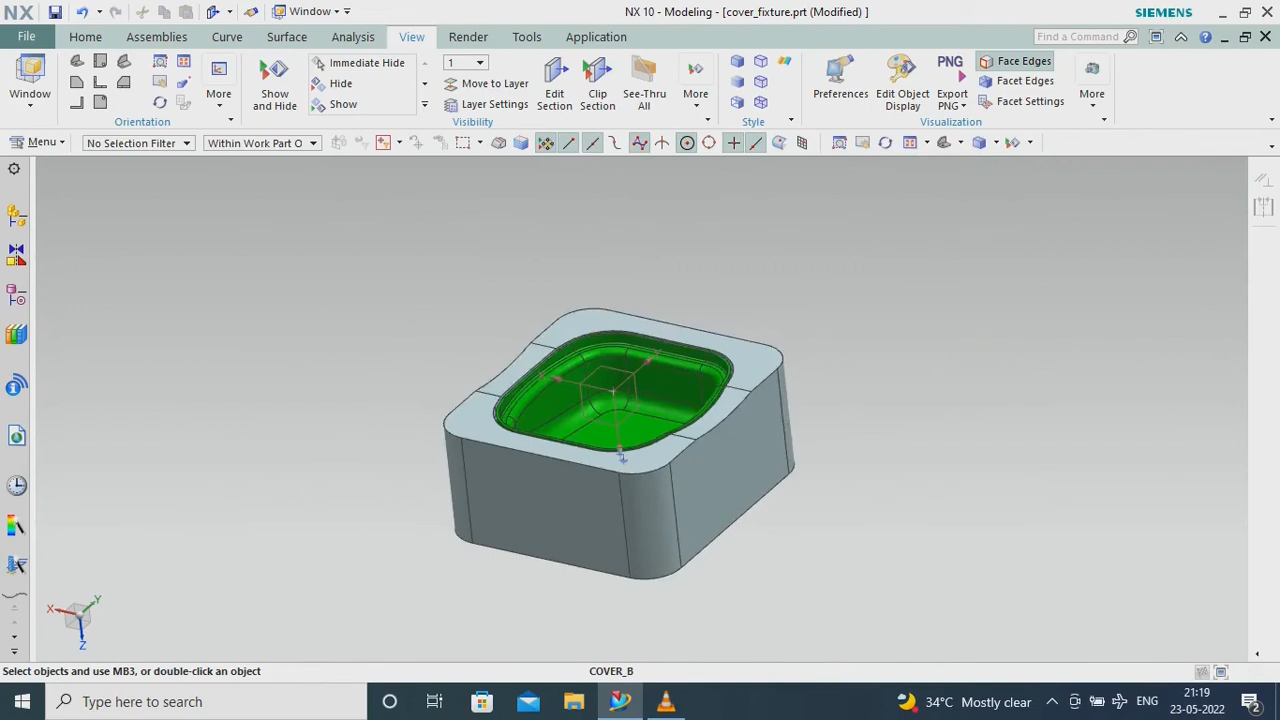 NX
Window
NX 10 - Modeling - [cover_fixture.prt (Modified) ]
SIEMENS
File
Home
Assemblies
Curve
Surface
Analysis
View
Render
Tools
Application
Find a Command
Window
More
Orientation
Show and Hide
Immediate Hide
Hide
Show
1
Move to Layer
Layer Settings
Edit Section
Clip Section
See-Thru All
More
Visibility
Style
Preferences
Edit Object Display
PNG
Export PNG
Face Edges
Facet Edges
Facet Settings
More
Visualization
Menu
No Selection Filter
Within Work Part O
X
Y
Z
Select objects and use MB3, or double-click an object
COVER_B
Type here to search
34°C Mostly clear
ENG
21:19
23-05-2022
2